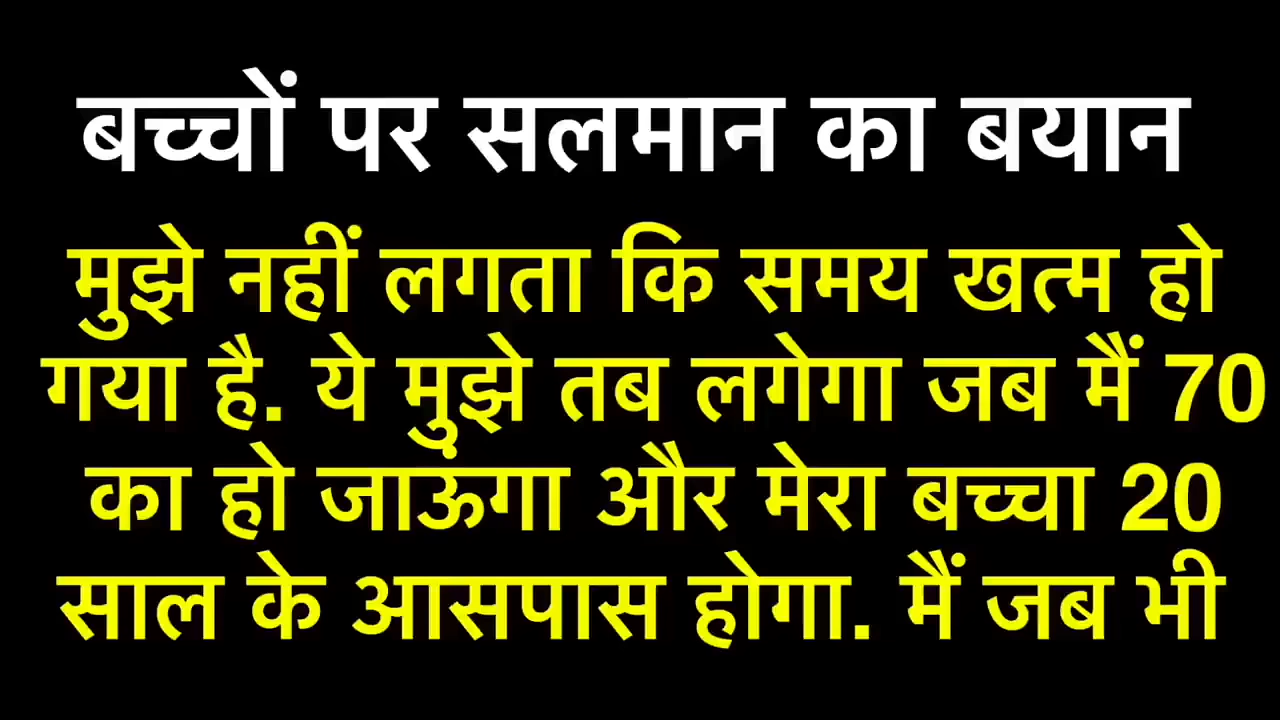 बच्चों पर सलमान का बयान
मुझे नहीं लगता कि समय खत्म हो
गया है. ये मुझे तब लगेगा जब मैं 70
का हो जाऊंगा और मेरा बच्चा 20
साल के आसपास होगा. मैं जब भी